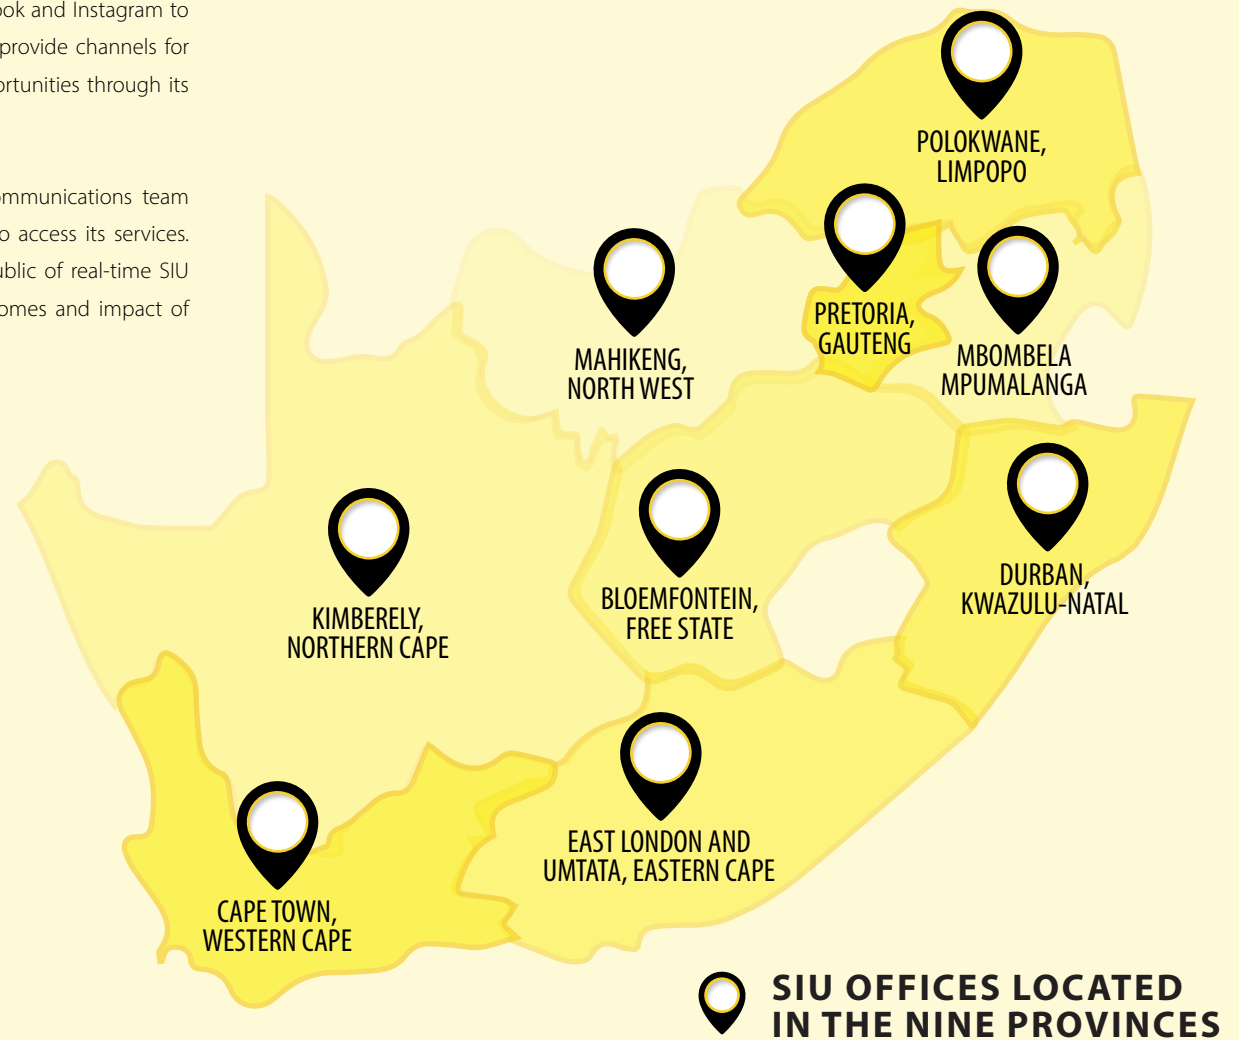 ook and Instagram to
provide channels for
ortunities through its
ommunications team
o access its services.
ublic of real-time SIU
omes and impact of
POLOKWANE,
LIMPOPO
PRETORIA,
GAUTENG
MBOMBELA
MPUMALANGA
MAHIKENG,
NORTH WEST
DURBAN,
KWAZULU-NATAL
BLOEMFONTEIN,
FREE STATE
KIMBERELY,
NORTHERN CAPE
EAST LONDON AND
UMTATA, EASTERN CAPE
CAPE TOWN,
WESTERN CAPE
SIU OFFICES LOCATED
IN THE NINE PROVINCES